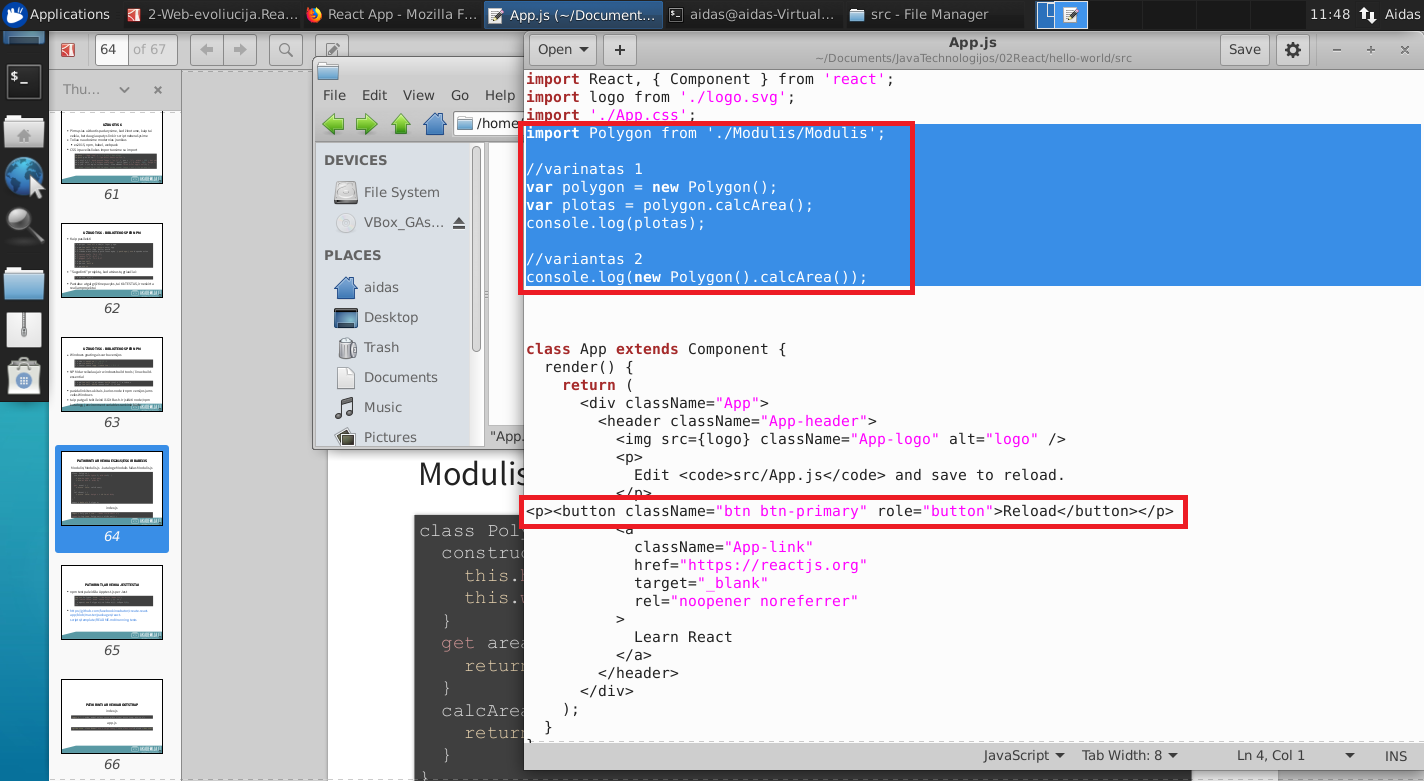 Applications
2-Web-evoliucija.Rea...
React App - Mozilla F...
App.js (~/Document...
aidas@aidas-Virtual...
src - File Manager
11:48
Aidas
64 of 67
Thu...
61
62
63
64
65
66
File Edit View Go Help
/home
DEVICES
File System
VBox_GAs...
PLACES
aidas
Desktop
Trash
Documents
Music
Pictures
"App.
Modulis
class Pol
constru
this.
this.
}
get area
return
}
calcArea
return
}
}
Open
App.js
~/Documents/JavaTechnologijos/02React/hello-world/src
Save
import React, { Component } from 'react';
import logo from './logo.svg';
import './App.css';
import Polygon from './Modulis/Modulis';
//varinatas 1
var polygon = new Polygon();
var plotas = polygon.calcArea();
console.log(plotas);
//variantas 2
console.log(new Polygon().calcArea());
class App extends Component {
render() {
return (
<div className="App">
<header className="App-header">
<img src={logo} className="App-logo" alt="logo" />
<p>
Edit <code>src/App.js</code> and save to reload.
</p>
<p><button className="btn btn-primary" role="button">Reload</button></p>
<a
className="App-link"
href="https://reactjs.org"
target="_blank"
rel="noopener noreferrer"
>
Learn React
</a>
</header>
</div>
);
}
}
JavaScript
Tab Width: 8
Ln 4, Col 1
INS